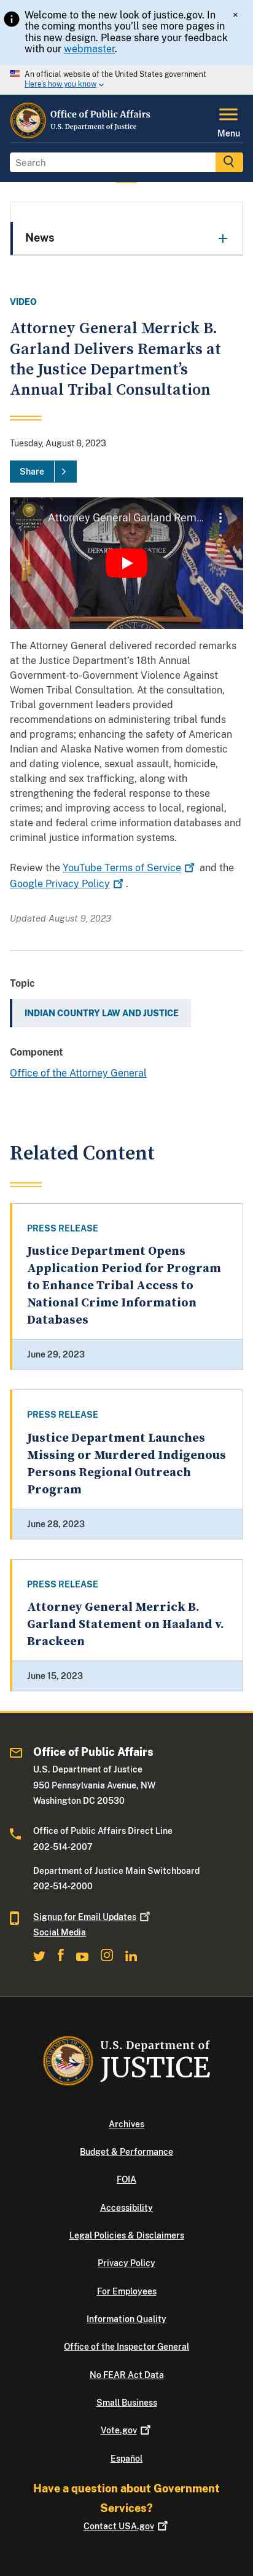 Welcome to the new look of justice.gov. In
the coming months you'll see more pages in
this new design. Please share your feedback
with our webmaster.
×
An official website of the United States government
Here's how you know
Office of Public Affairs
U.S. Department of Justice
Menu
Search
News
VIDEO
Attorney General Merrick B.
Garland Delivers Remarks at
the Justice Department's
Annual Tribal Consultation
Tuesday, August 8, 2023
Share
Attorney General Garland Rem...
The Attorney General delivered recorded remarks
at the Justice Department's 18th Annual
Government-to-Government Violence Against
Women Tribal Consultation. At the consultation,
Tribal government leaders provided
recommendations on administering tribal funds
and programs; enhancing the safety of American
Indian and Alaska Native women from domestic
and dating violence, sexual assault, homicide,
stalking and sex trafficking, along with
strengthening the federal response to these
crimes; and improving access to local, regional,
state and federal crime information databases and
criminal justice information systems.
Review the YouTube Terms of Service and the
Google Privacy Policy .
Updated August 9, 2023
Topic
INDIAN COUNTRY LAW AND JUSTICE
Component
Office of the Attorney General
Related Content
PRESS RELEASE
Justice Department Opens
Application Period for Program
to Enhance Tribal Access to
National Crime Information
Databases
June 29, 2023
PRESS RELEASE
Justice Department Launches
Missing or Murdered Indigenous
Persons Regional Outreach
Program
June 28, 2023
PRESS RELEASE
Attorney General Merrick B.
Garland Statement on Haaland v.
Brackeen
June 15, 2023
Office of Public Affairs
U.S. Department of Justice
950 Pennsylvania Avenue, NW
Washington DC 20530
Office of Public Affairs Direct Line
202-514-2007
Department of Justice Main Switchboard
202-514-2000
Signup for Email Updates
Social Media
U.S. Department of
JUSTICE
Archives
Budget & Performance
FOIA
Accessibility
Legal Policies & Disclaimers
Privacy Policy
For Employees
Information Quality
Office of the Inspector General
No FEAR Act Data
Small Business
Vote.gov
Español
Have a question about Government
Services?
Contact USA.gov